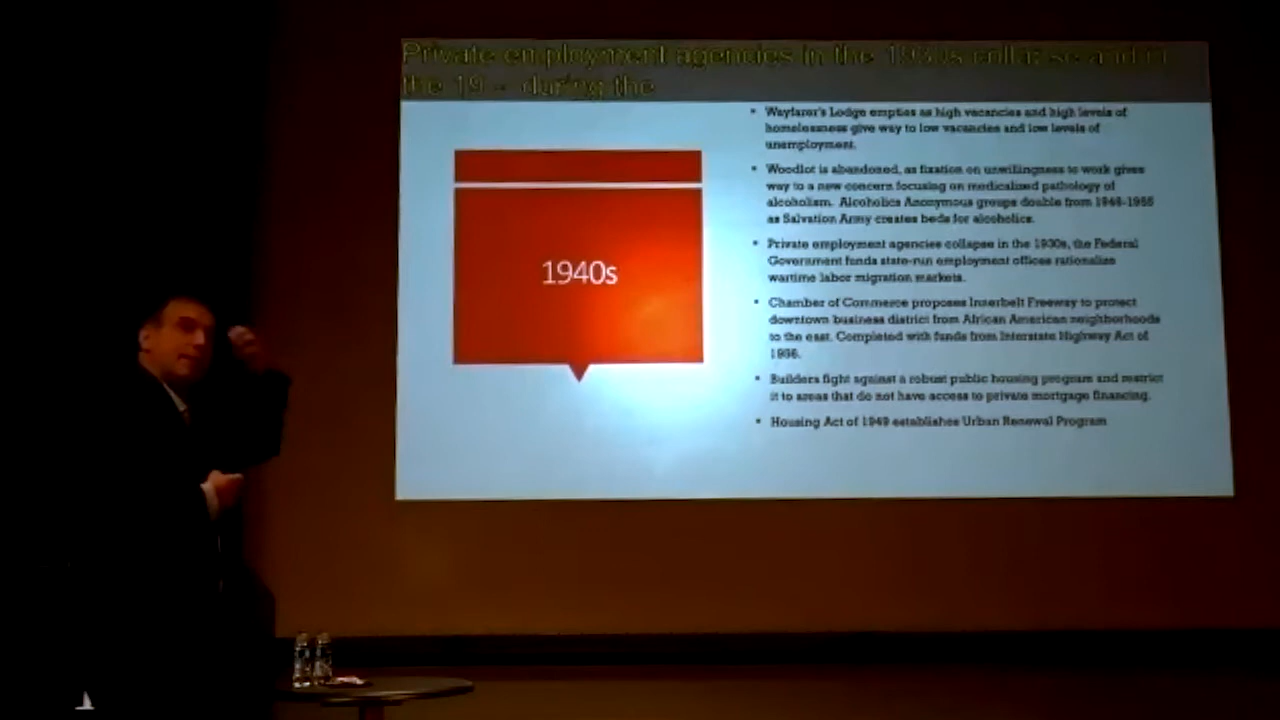 Private employment agencies in the 1930s collapse and in
the 19 – during the
1940s
• Wayfarer's Lodge empties as high vacancies and high levels of
homelessness give way to low vacancies and low levels of
unemployment.
• Woodlot is abandoned, as fixation on unwillingness to work gives
way to a new concern focusing on medicalized pathology of
alcoholism. Alcoholics Anonymous groups double from 1945-1955
as Salvation Army creates beds for alcoholics.
• Private employment agencies collapse in the 1930s, the Federal
Government funds state-run employment offices rationalize
wartime labor migration markets.
• Chamber of Commerce proposes Innerbelt Freeway to protect
downtown business district from African American neighborhoods
to the east. Completed with funds from Interstate Highway Act of
1956.
• Builders fight against a robust public housing program and restrict
it to areas that do not have access to private mortgage financing.
• Housing Act of 1949 establishes Urban Renewal Program